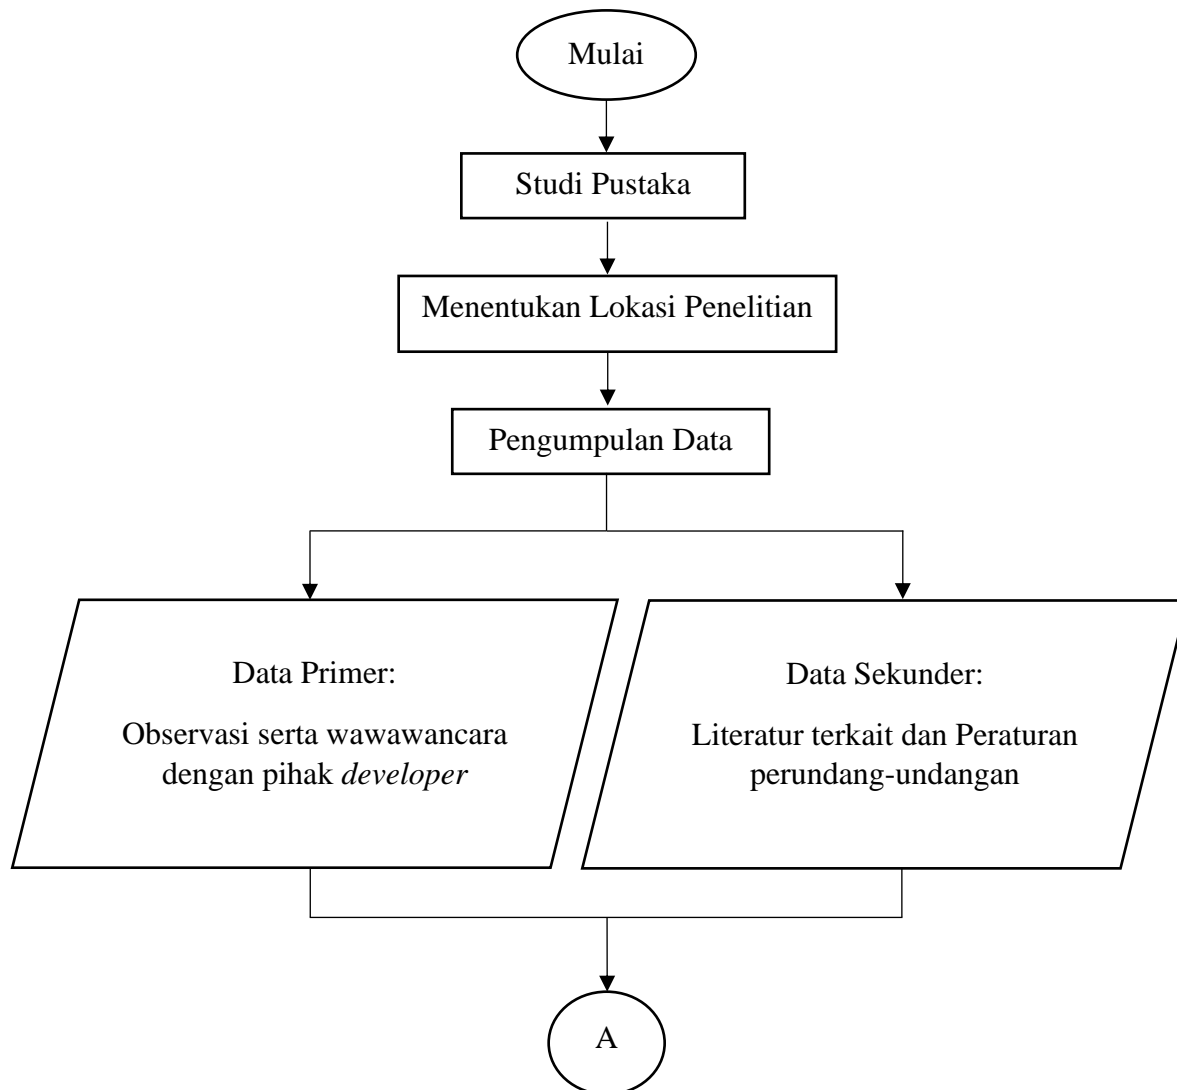 Mulai
Studi Pustaka
Menentukan Lokasi Penelitian
Pengumpulan Data
Data Primer:
Observasi serta wawawancara
dengan pihak developer
Data Sekunder:
Literatur terkait dan Peraturan
perundang-undangan
A